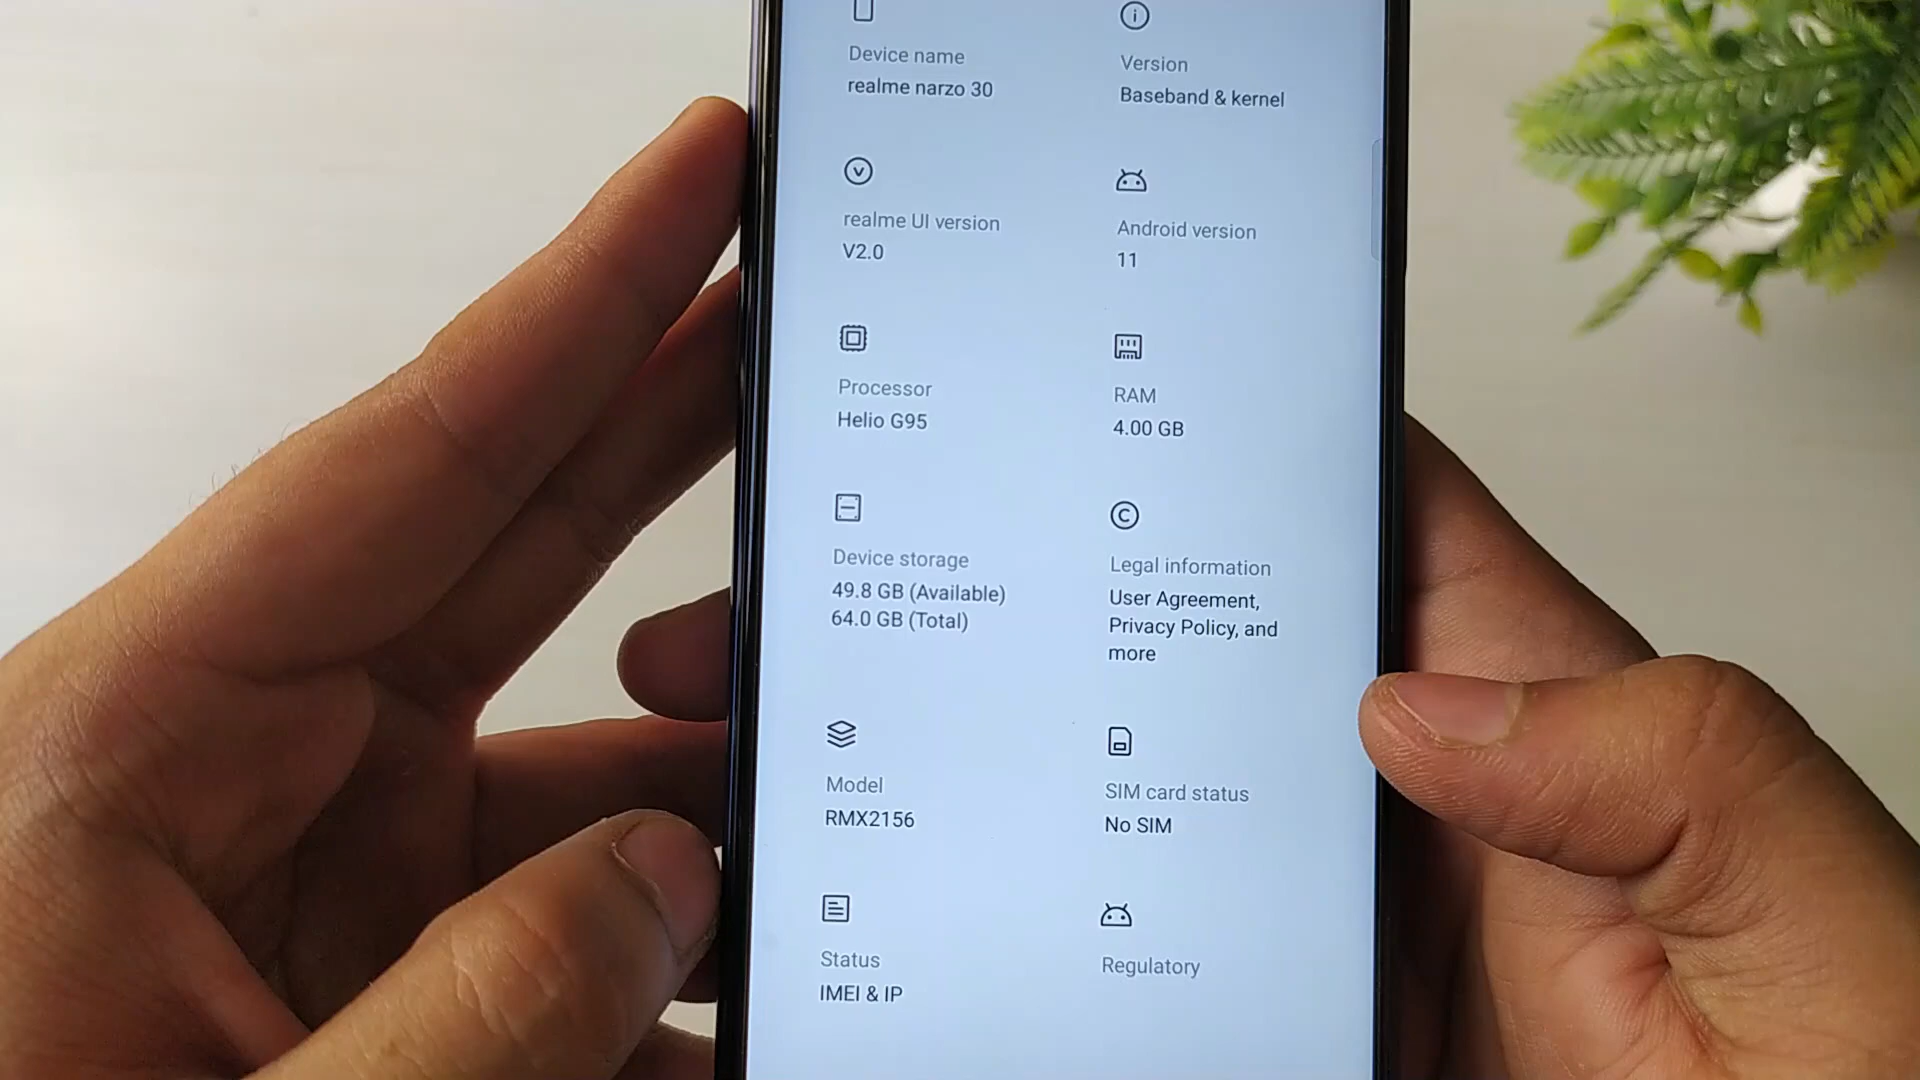 Device name
realme narzo 30
Version
Baseband & kernel
realme UI version
V2.0
Android version
11
Processor
Helio G95
RAM
4.00 GB
Device storage
49.8 GB (Available)
64.0 GB (Total)
Legal information
User Agreement,
Privacy Policy, and
more
Model
RMX2156
SIM card status
No SIM
Status
IMEI & IP
Regulatory